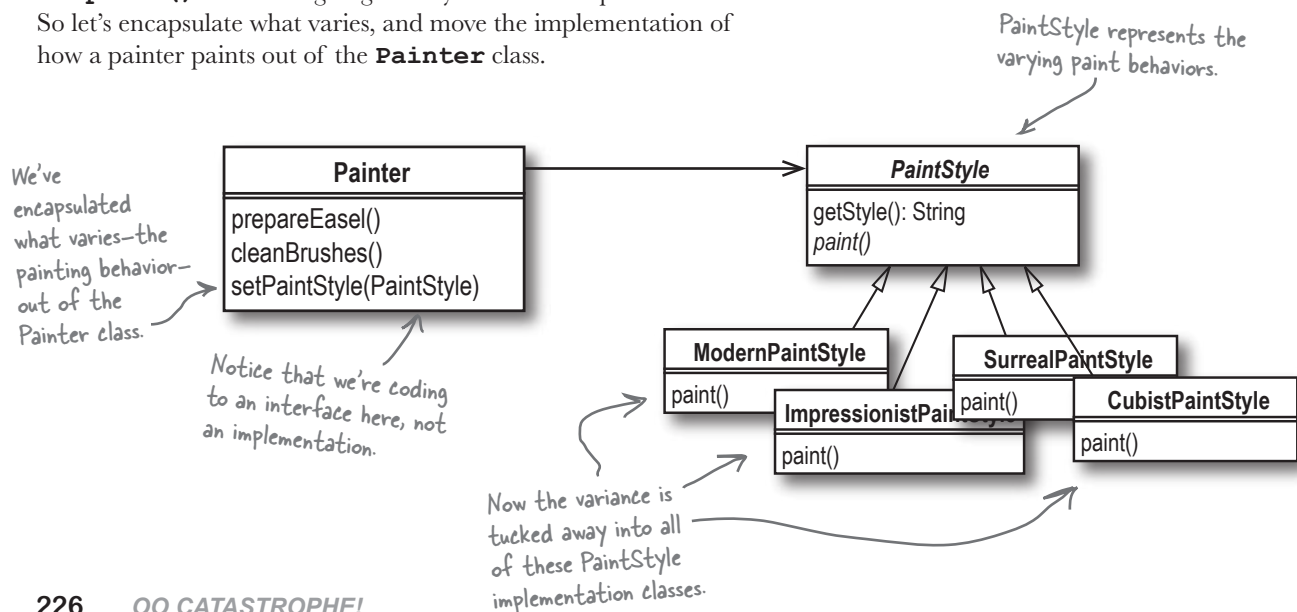 So let's encapsulate what varies, and move the implementation of
how a painter paints out of the Painter class.
PaintStyle represents the
varying paint behaviors.
We've
encapsulated
what varies—the
painting behavior—
out of the
Painter class.
Painter
prepareEasel()
cleanBrushes()
setPaintStyle(PaintStyle)
Notice that we're coding
to an interface here, not
an implementation.
PaintStyle
getStyle(): String
paint()
ModernPaintStyle
paint()
paint()
SurrealPaintStyle
paint()
CubistPaintStyle
paint()
Now the variance is
tucked away into all
of these PaintStyle
implementation classes.
226 OO CATASTROPHE!